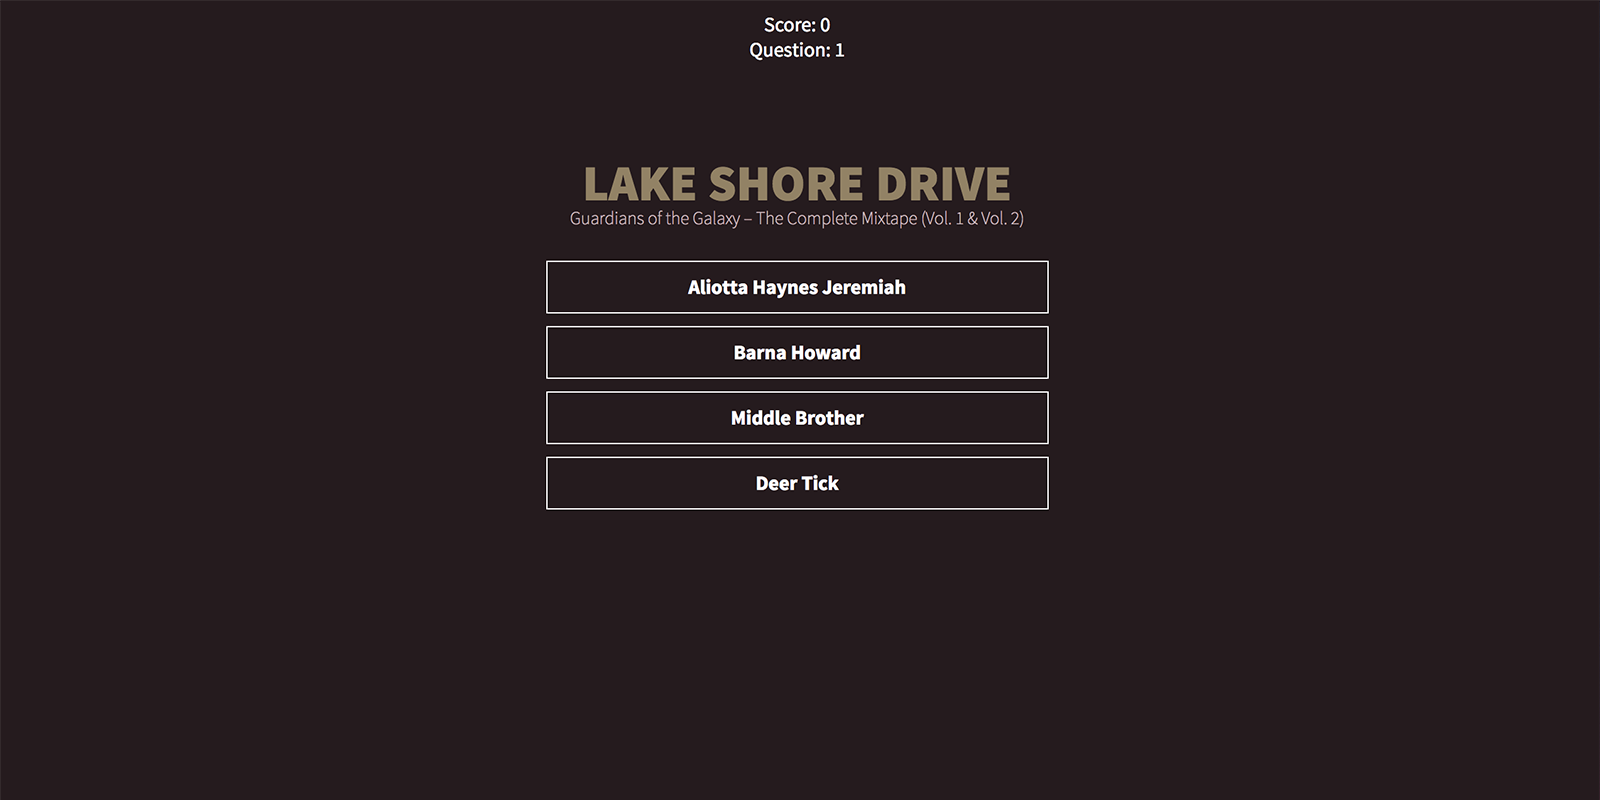 Score: 0
Question: 1
LAKE SHORE DRIVE
Guardians of the Galaxy – The Complete Mixtape (Vol. 1 & Vol. 2)
Aliotta Haynes Jeremiah
Barna Howard
Middle Brother
Deer Tick